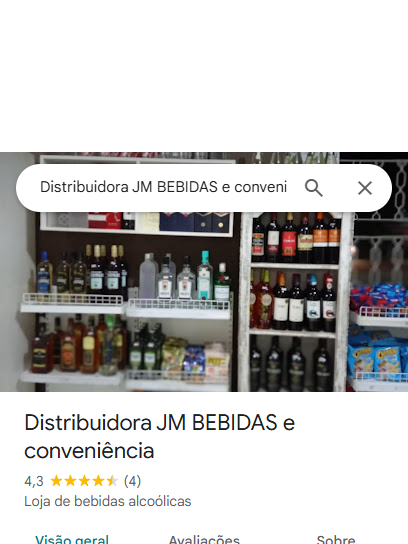 Distribuidora JM BEBIDAS e conveni
Distribuidora JM BEBIDAS e
conveniência
4,3 (4)
Loja de bebidas alcoólicas
Visão geral Avaliações Sobre